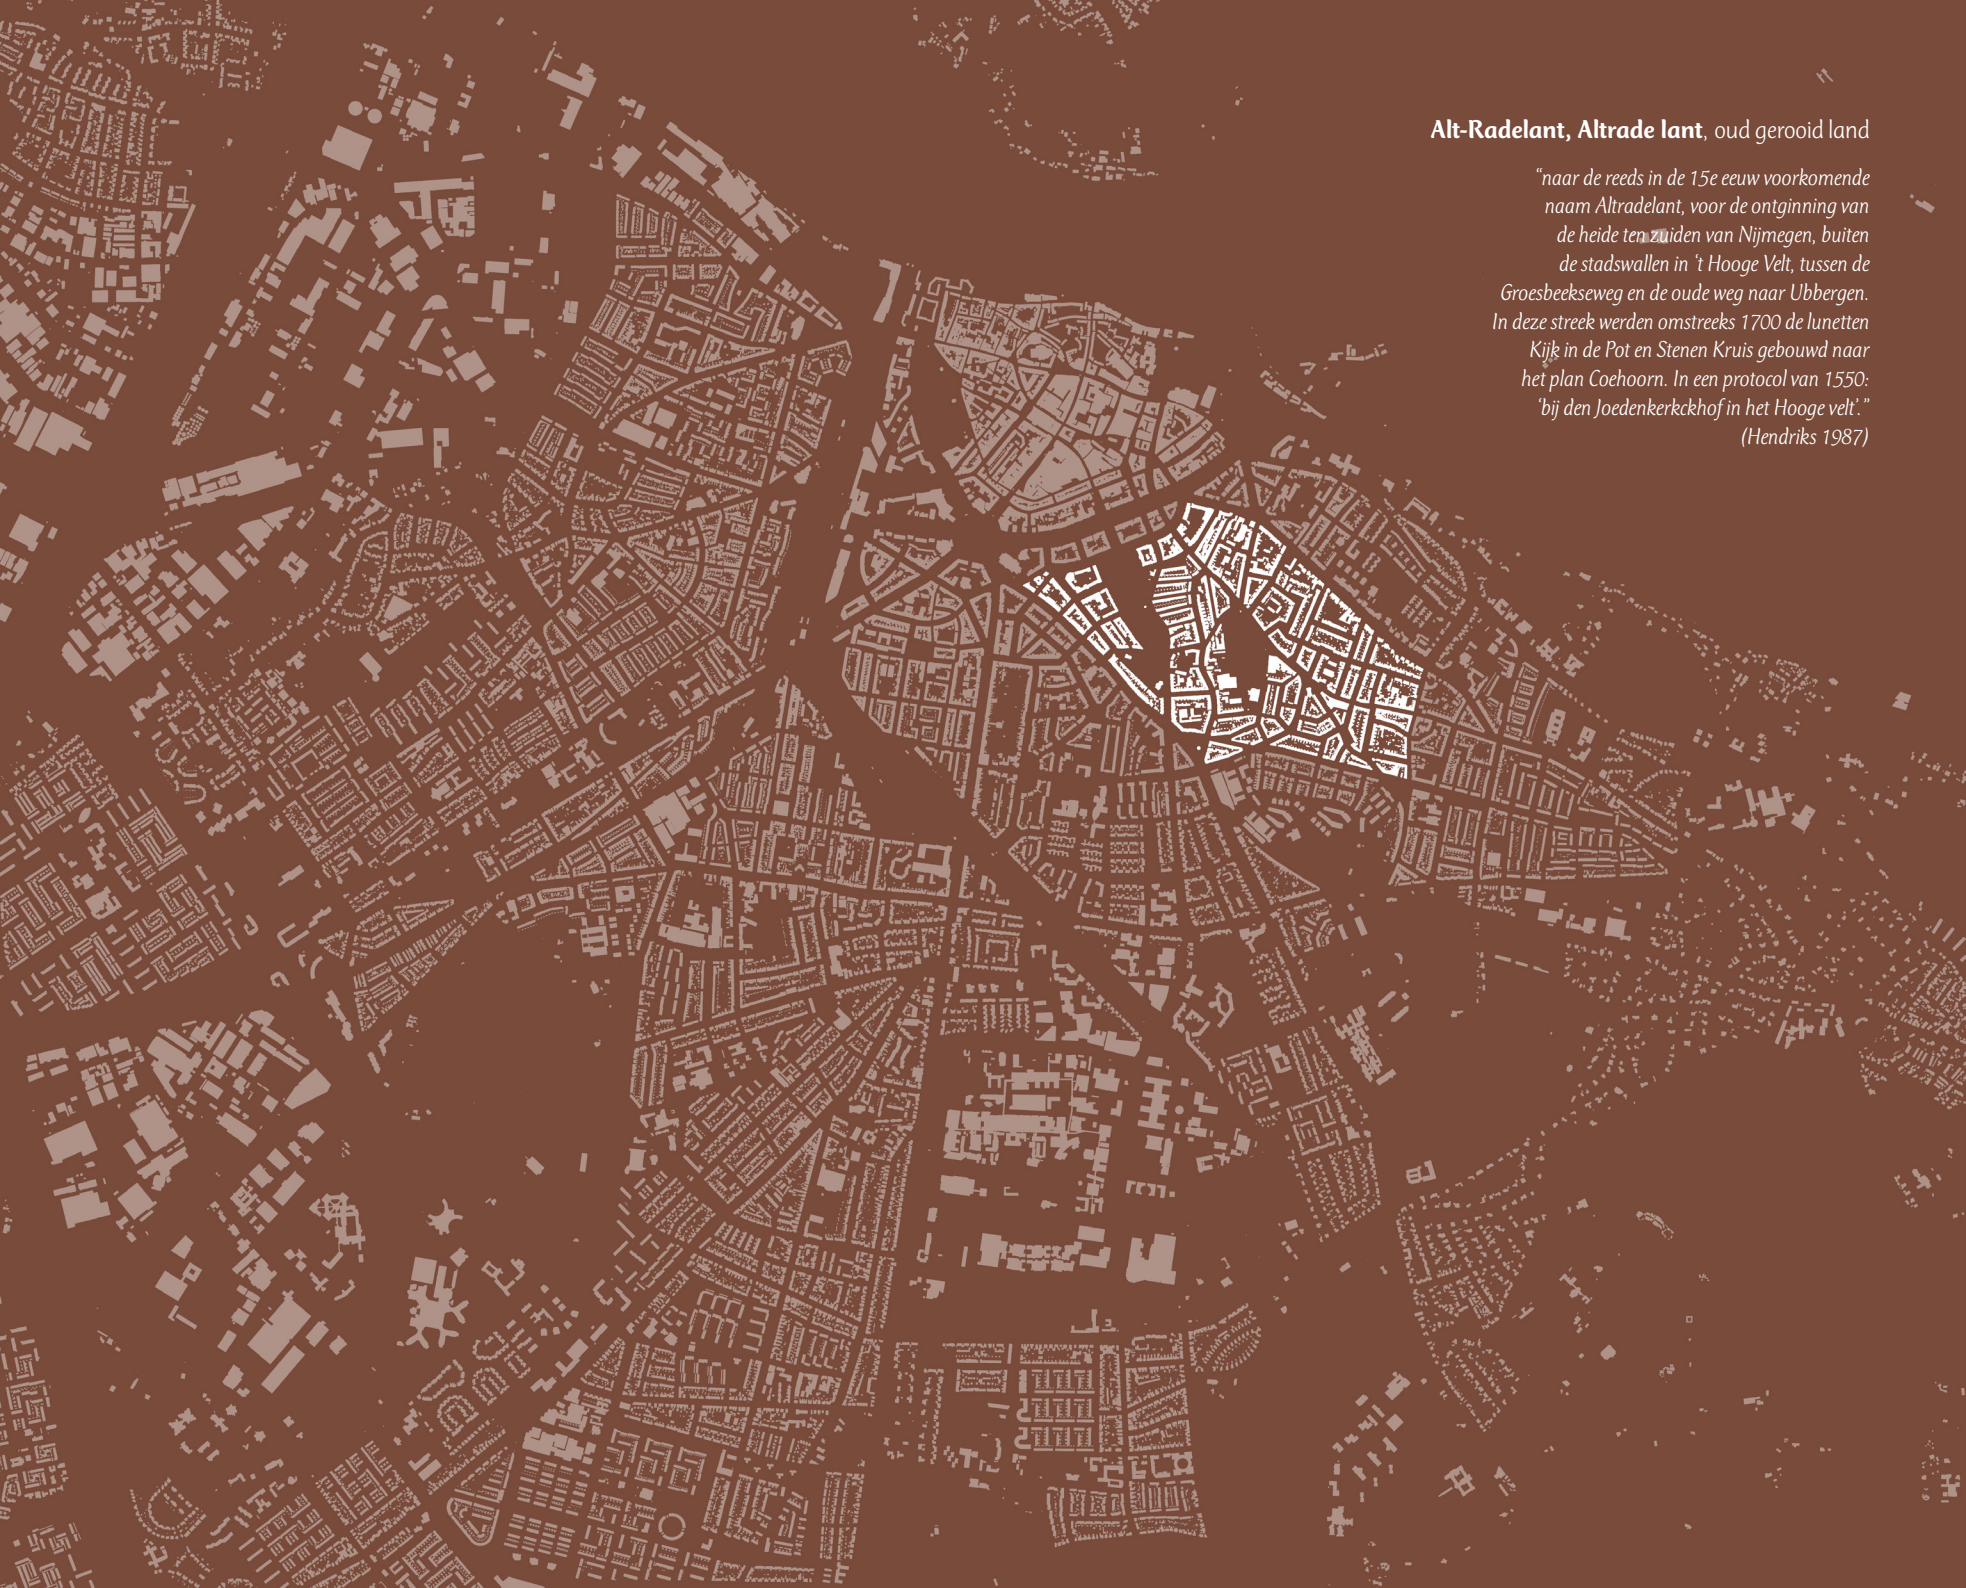 Alt-Radelant, Altrade lant, oud gerooid land
“naar de reeds in de 15e eeuw voorkomende
naam Altradelant, voor de ontginning van
de heide ten zuiden van Nijmegen, buiten
de stadswallen in ‘t Hooge Velt, tussen de
Groesbeekseweg en de oude weg naar Ubbergen.
In deze streek werden omstreeks 1700 de lunetten
Kijk in de Pot en Stenen Kruis gebouwd naar
het plan Coehoorn. In een protocol van 1550:
‘bij den Joedenkerkckhof in het Hooge velt’.”
(Hendriks 1987)